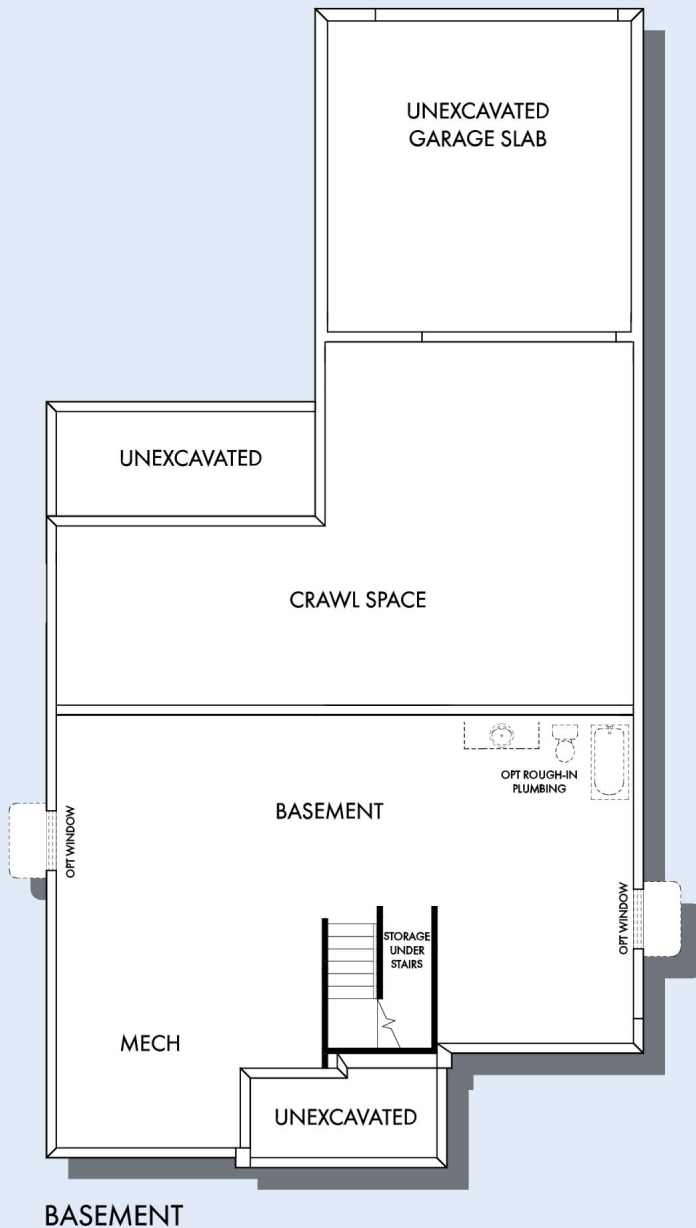 UNEXCAVATED
GARAGE SLAB
UNEXCAVATED
CRAWL SPACE
OPT ROUGH-IN
PLUMBING
BASEMENT
OPT WINDOW
OPT WINDOW
STORAGE
UNDER
STAIRS
MECH
UNEXCAVATED
BASEMENT